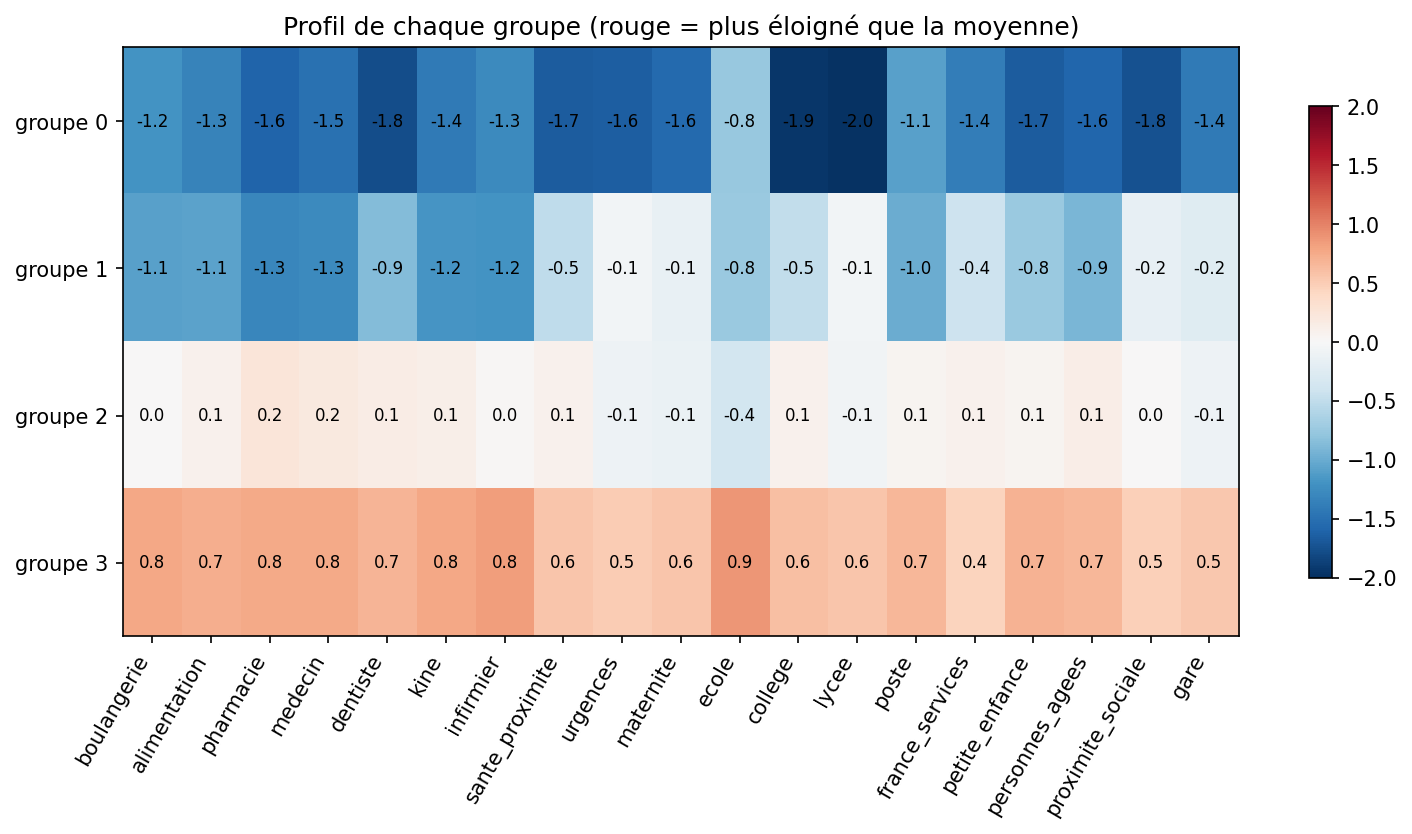 Profil de chaque groupe (rouge = plus éloigné que la moyenne)
groupe 0 -1.2 -1.3 -1.6 -1.5 -1.8 -1.4 -1.3 -1.7 -1.6 -1.6 -0.8 -1.9 -2.0 -1.1 -1.4 -1.7 -1.6 -1.8 -1.4
groupe 1 -1.1 -1.1 -1.3 -1.3 -0.9 -1.2 -1.2 -0.5 -0.1 -0.1 -0.8 -0.5 -0.1 -1.0 -0.4 -0.8 -0.9 -0.2 -0.2
groupe 2 0.0 0.1 0.2 0.2 0.1 0.1 0.0 0.1 -0.1 -0.1 -0.4 0.1 -0.1 0.1 0.1 0.1 0.1 0.0 -0.1
groupe 3 0.8 0.7 0.8 0.8 0.7 0.8 0.8 0.6 0.5 0.6 0.9 0.6 0.6 0.7 0.4 0.7 0.7 0.5 0.5
boulangerie
alimentation
pharmacie
medecin
dentiste
kine
infirmier
sante_proximite
urgences
maternite
ecole
college
lycee
poste
france_services
petite_enfance
personnes_agees
proximite_sociale
gare
2.0
1.5
1.0
0.5
0.0
−0.5
−1.0
−1.5
−2.0